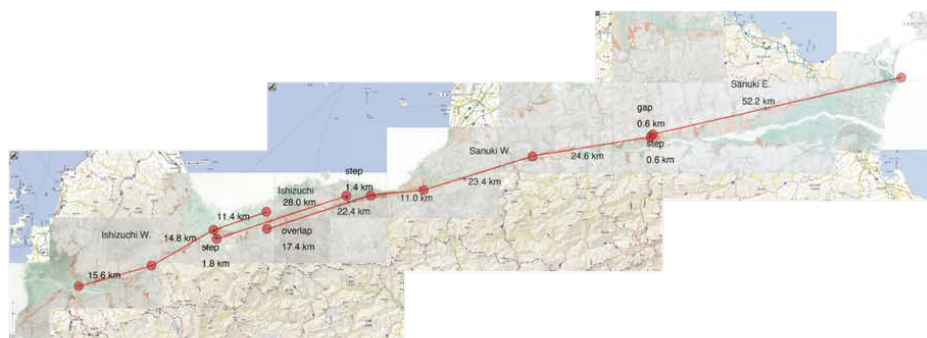 Sanuki E.
52.2 km
gap
0.6 km
step
0.6 km
Sanuki W.
24.6 km
23.4 km
step
1.4 km
Ishizuchi
28.0 km
22.4 km
11.0 km
11.4 km
overlap
17.4 km
Ishizuchi W.
14.8 km
step
1.8 km
15.6 km